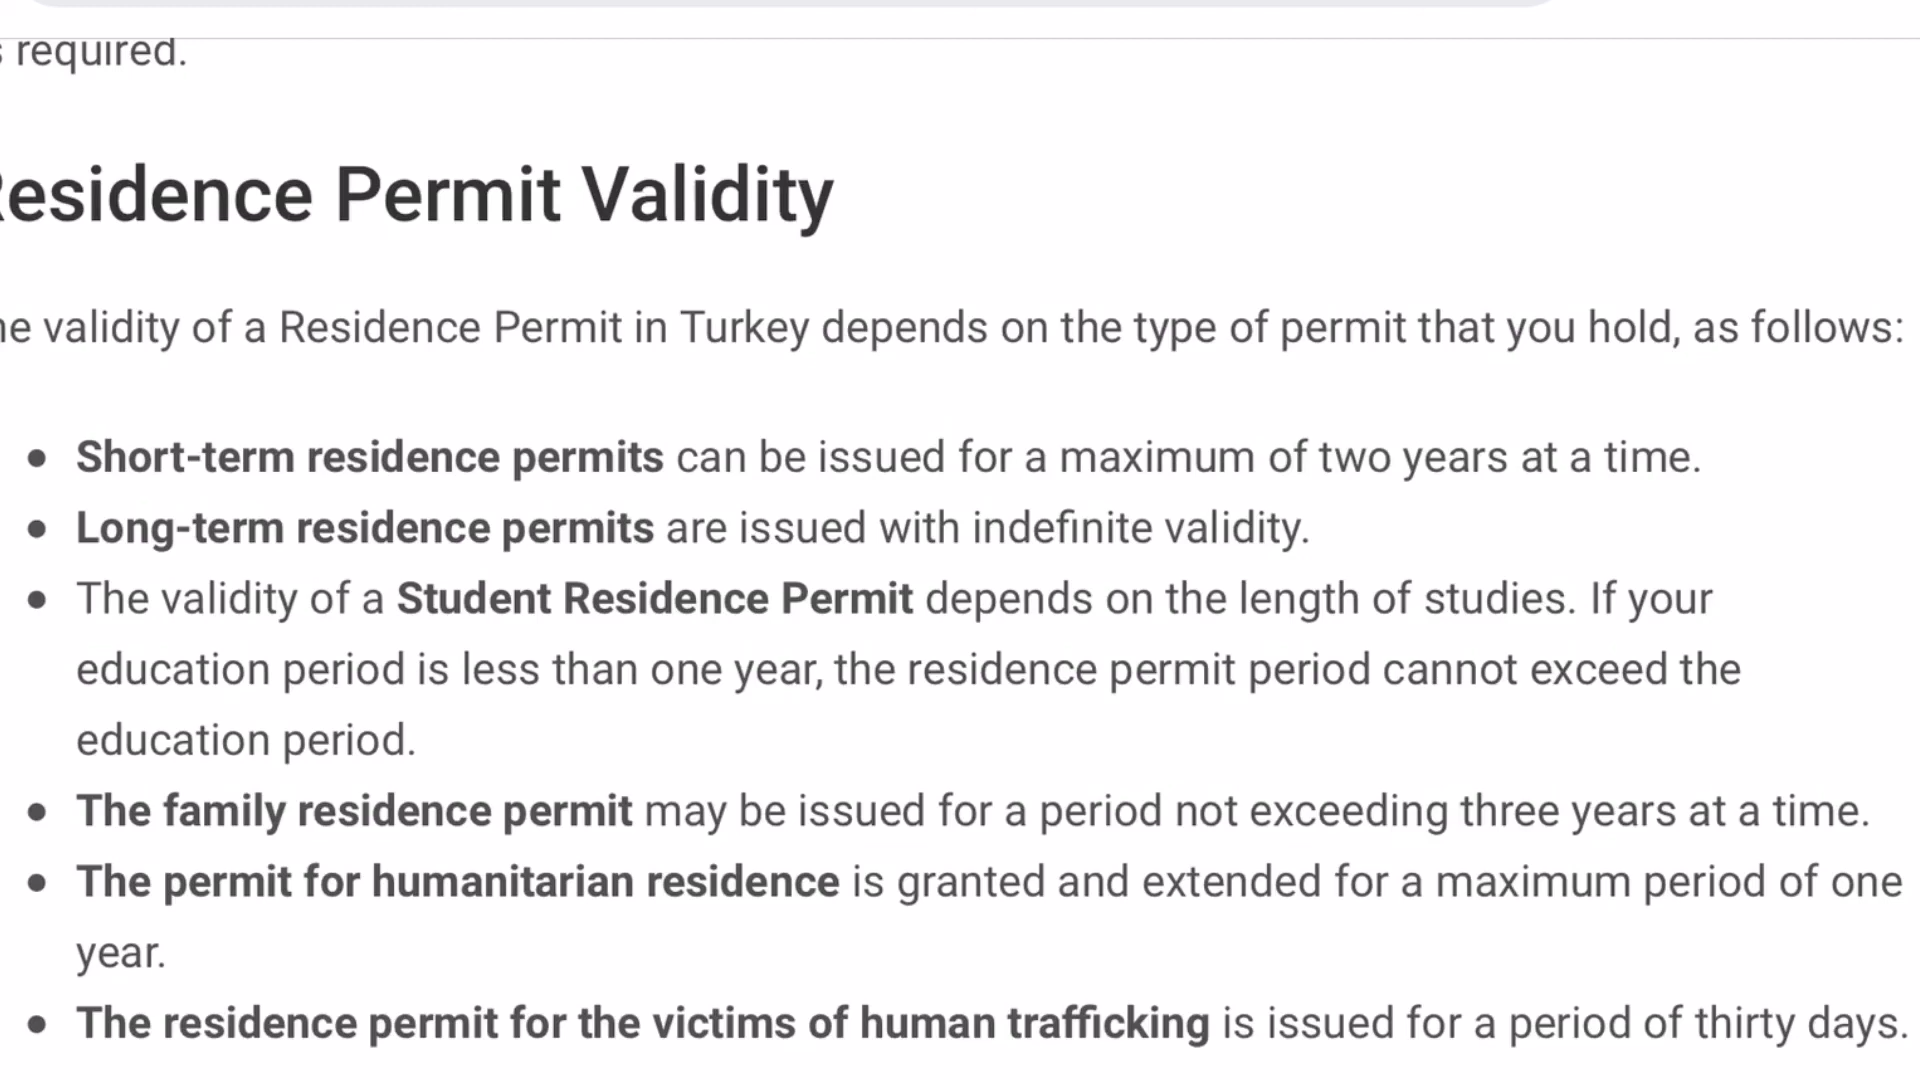 s required.
Residence Permit Validity
he validity of a Residence Permit in Turkey depends on the type of permit that you hold, as follows:
• Short-term residence permits can be issued for a maximum of two years at a time.
• Long-term residence permits are issued with indefinite validity.
• The validity of a Student Residence Permit depends on the length of studies. If your
education period is less than one year, the residence permit period cannot exceed the
education period.
• The family residence permit may be issued for a period not exceeding three years at a time.
• The permit for humanitarian residence is granted and extended for a maximum period of one
year.
• The residence permit for the victims of human trafficking is issued for a period of thirty days.